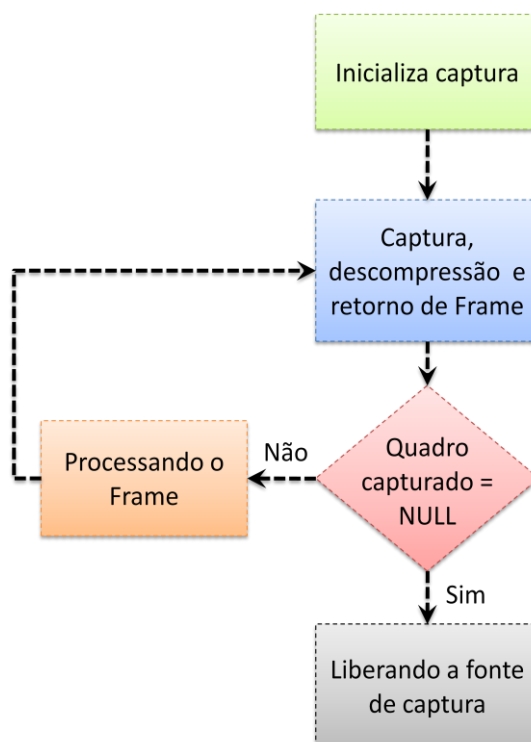 Inicializa captura
Captura,
descompressão e
retorno de Frame
Quadro
capturado =
NULL
Não
Processando o
Frame
Sim
Liberando a fonte
de captura